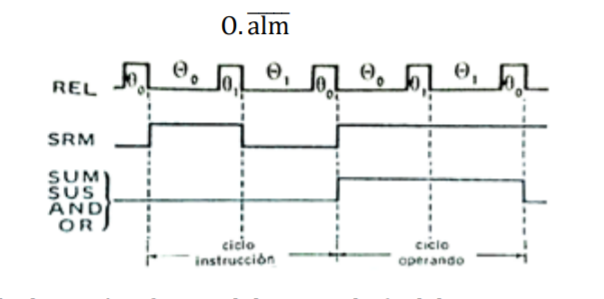 O. alm
REL θ₀ Θ₀ θ₁ Θ₁ θ₀ Θ₀ θ₁ Θ₁ θ₀
SRM
SUM
SUS
AND
OR
ciclo instrucción
ciclo operando